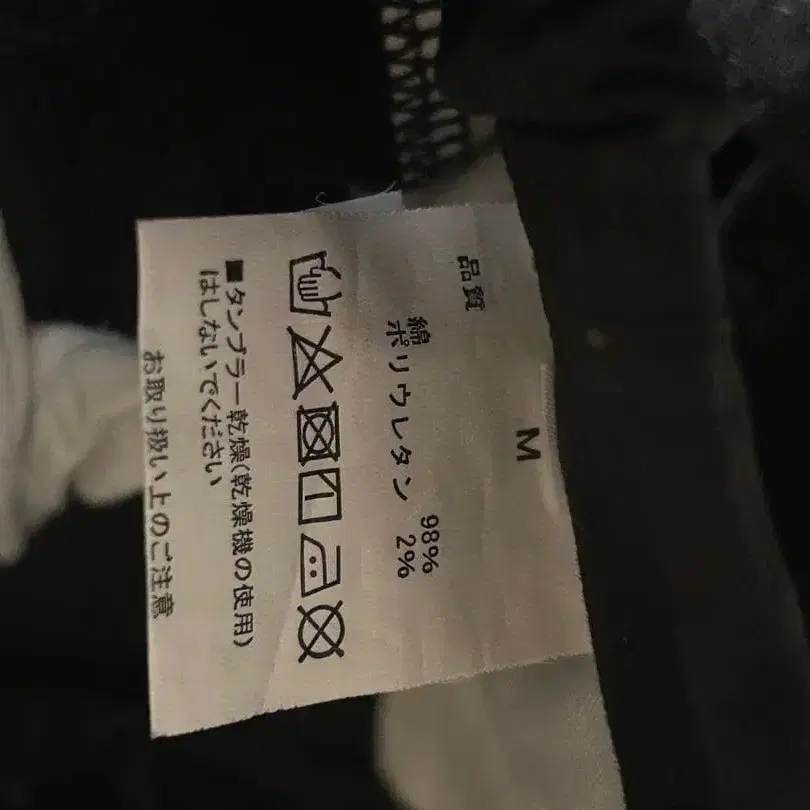 M
品質
綿 98%
ポリウレタン 2%
■タンブラー乾燥(乾燥機の使用)
はしないでください
お取り扱い上のご注意